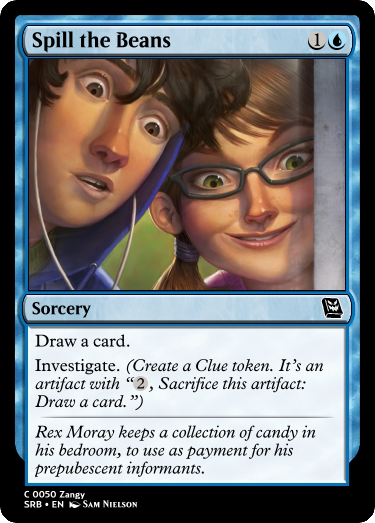 Spill the Beans 1
Sorcery
Draw a card.
Investigate. (Create a Clue token. It's an
artifact with “2, Sacrifice this artifact:
Draw a card.”)
Rex Moray keeps a collection of candy in
his bedroom, to use as payment for his
prepubescent informants.
C 0050 Zangy
SRB • EN Sam Nielson